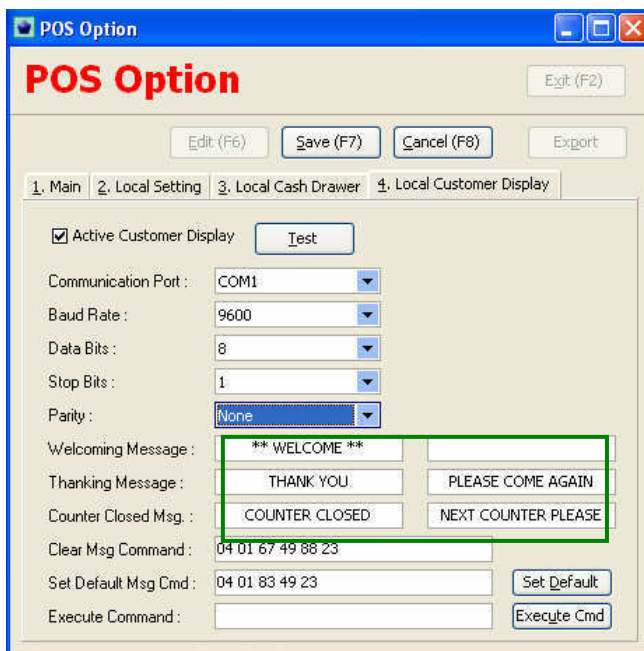 POS Option
POS Option
Exit (F2)
Edit (F6) Save (F7) Cancel (F8) Export
1. Main 2. Local Setting 3. Local Cash Drawer 4. Local Customer Display
Active Customer Display Test
Communication Port : COM1
Baud Rate : 9600
Data Bits : 8
Stop Bits : 1
Parity : None
Welcoming Message : ** WELCOME **
Thanking Message : THANK YOU PLEASE COME AGAIN
Counter Closed Msg. : COUNTER CLOSED NEXT COUNTER PLEASE
Clear Msg Command : 04 01 67 49 88 23
Set Default Msg Cmd : 04 01 83 49 23 Set Default
Execute Command : Execute Cmd